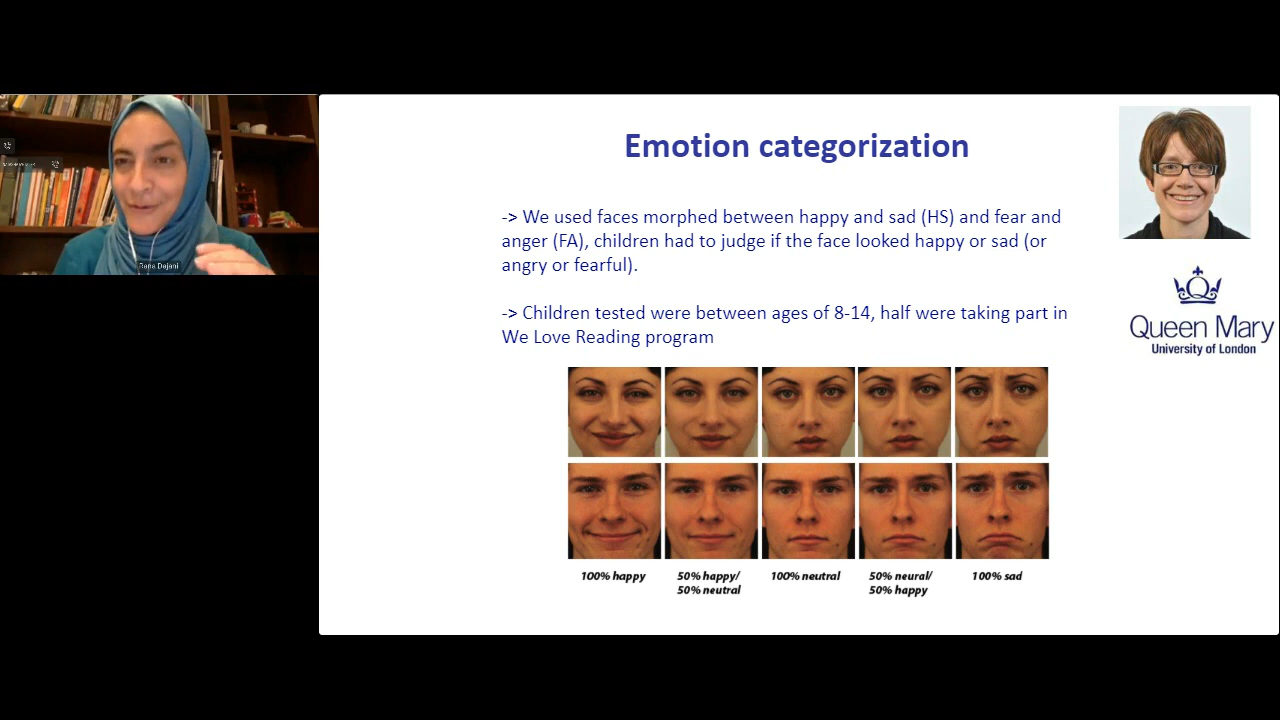 Rana Dajani
Emotion categorization
-> We used faces morphed between happy and sad (HS) and fear and
anger (FA), children had to judge if the face looked happy or sad (or
angry or fearful).
-> Children tested were between ages of 8-14, half were taking part in
We Love Reading program
Queen Mary
University of London
100% happy
50% happy/
50% neutral
100% neutral
50% neural/
50% happy
100% sad